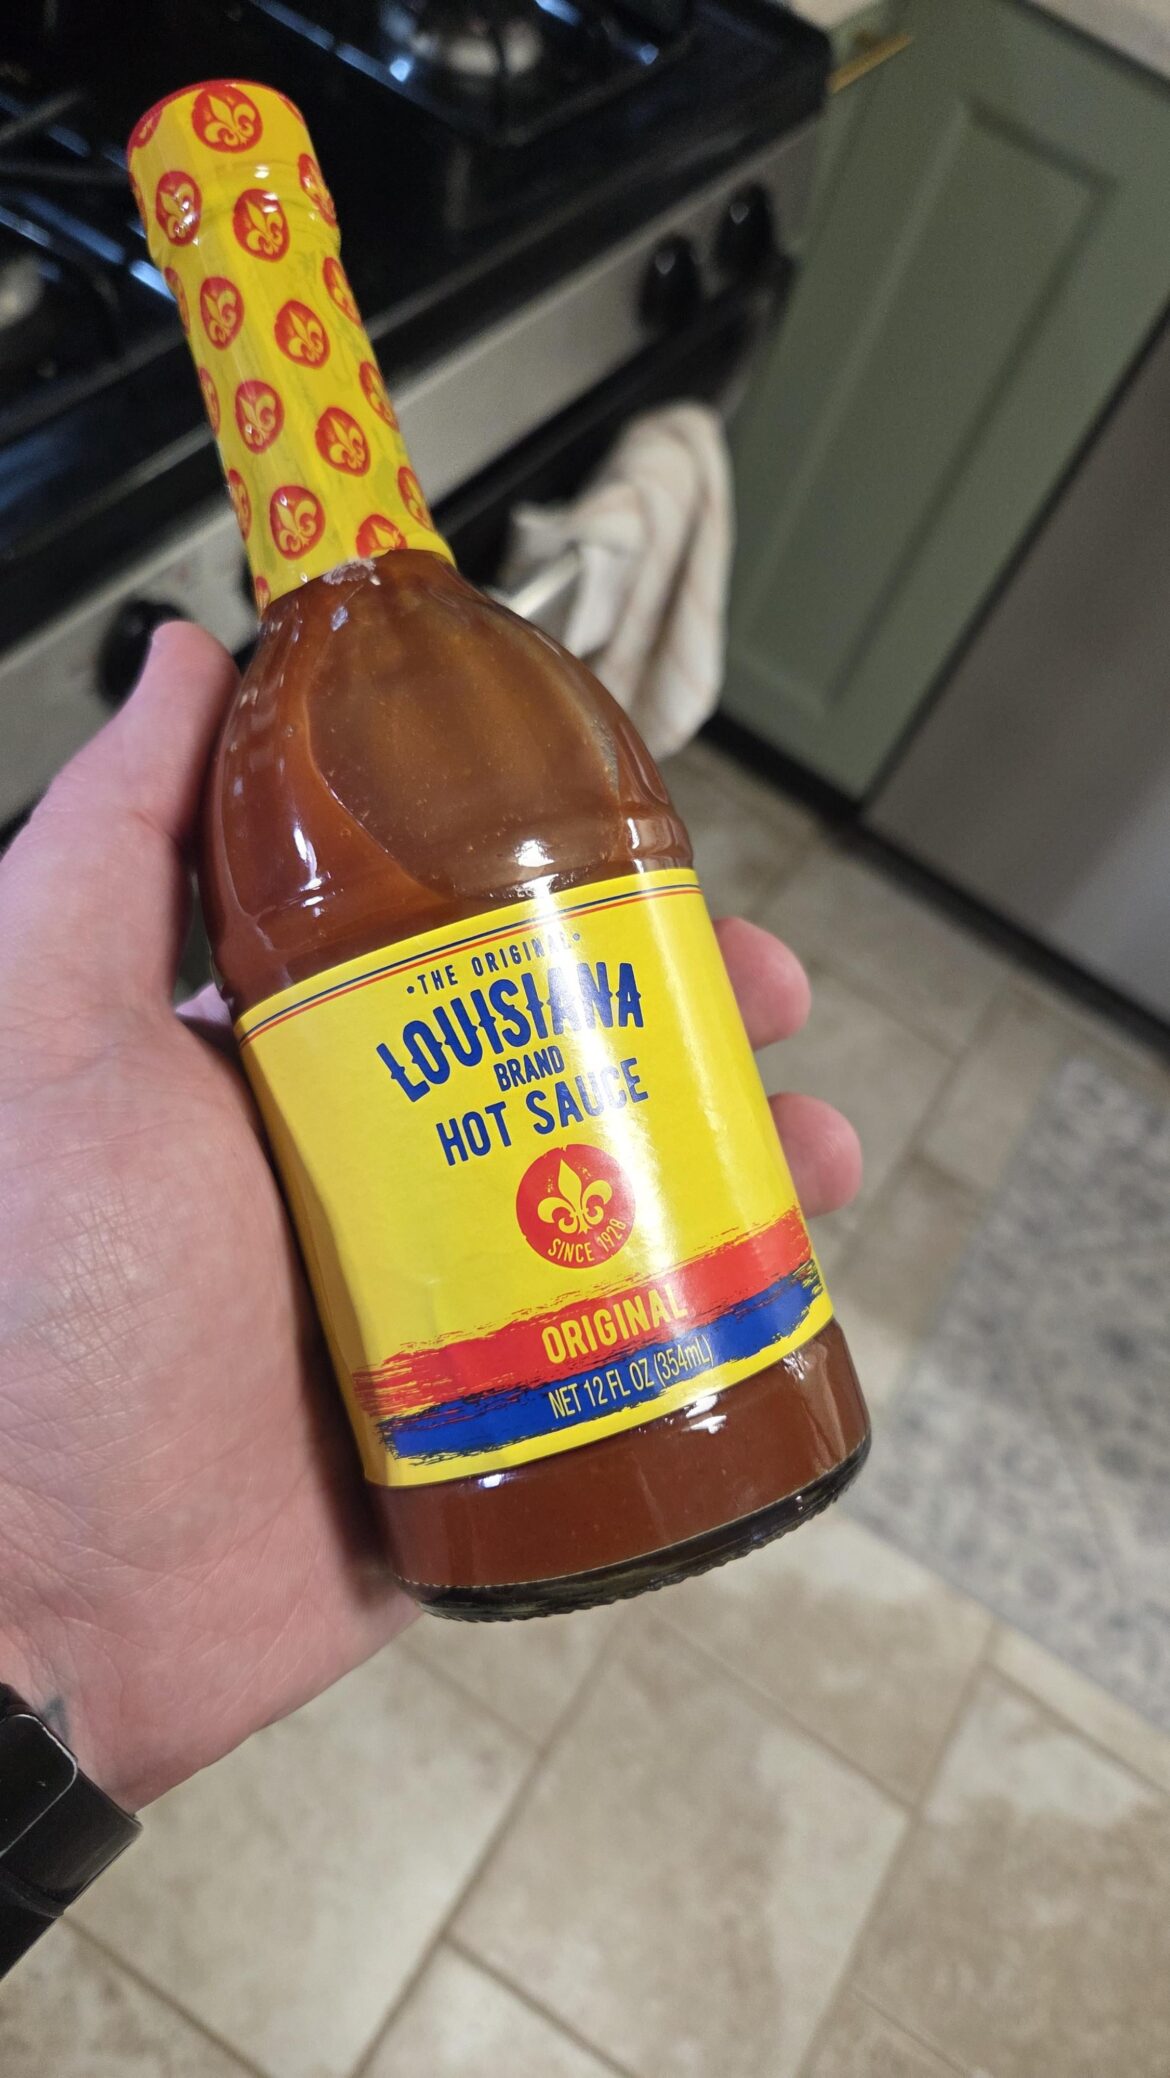 •THE ORIGINAL•
LOUISIANA
BRAND
HOT SAUCE
SINCE 1928
ORIGINAL
NET 12 FL OZ (354mL)